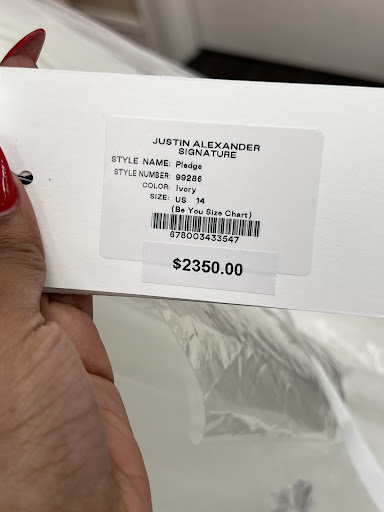 JUSTIN ALEXANDER
SIGNATURE
STYLE NAME: Pledge
STYLE NUMBER: 99286
COLOR: Ivory
SIZE: US 14
(Be You Size Chart)
678003433547
$2350.00